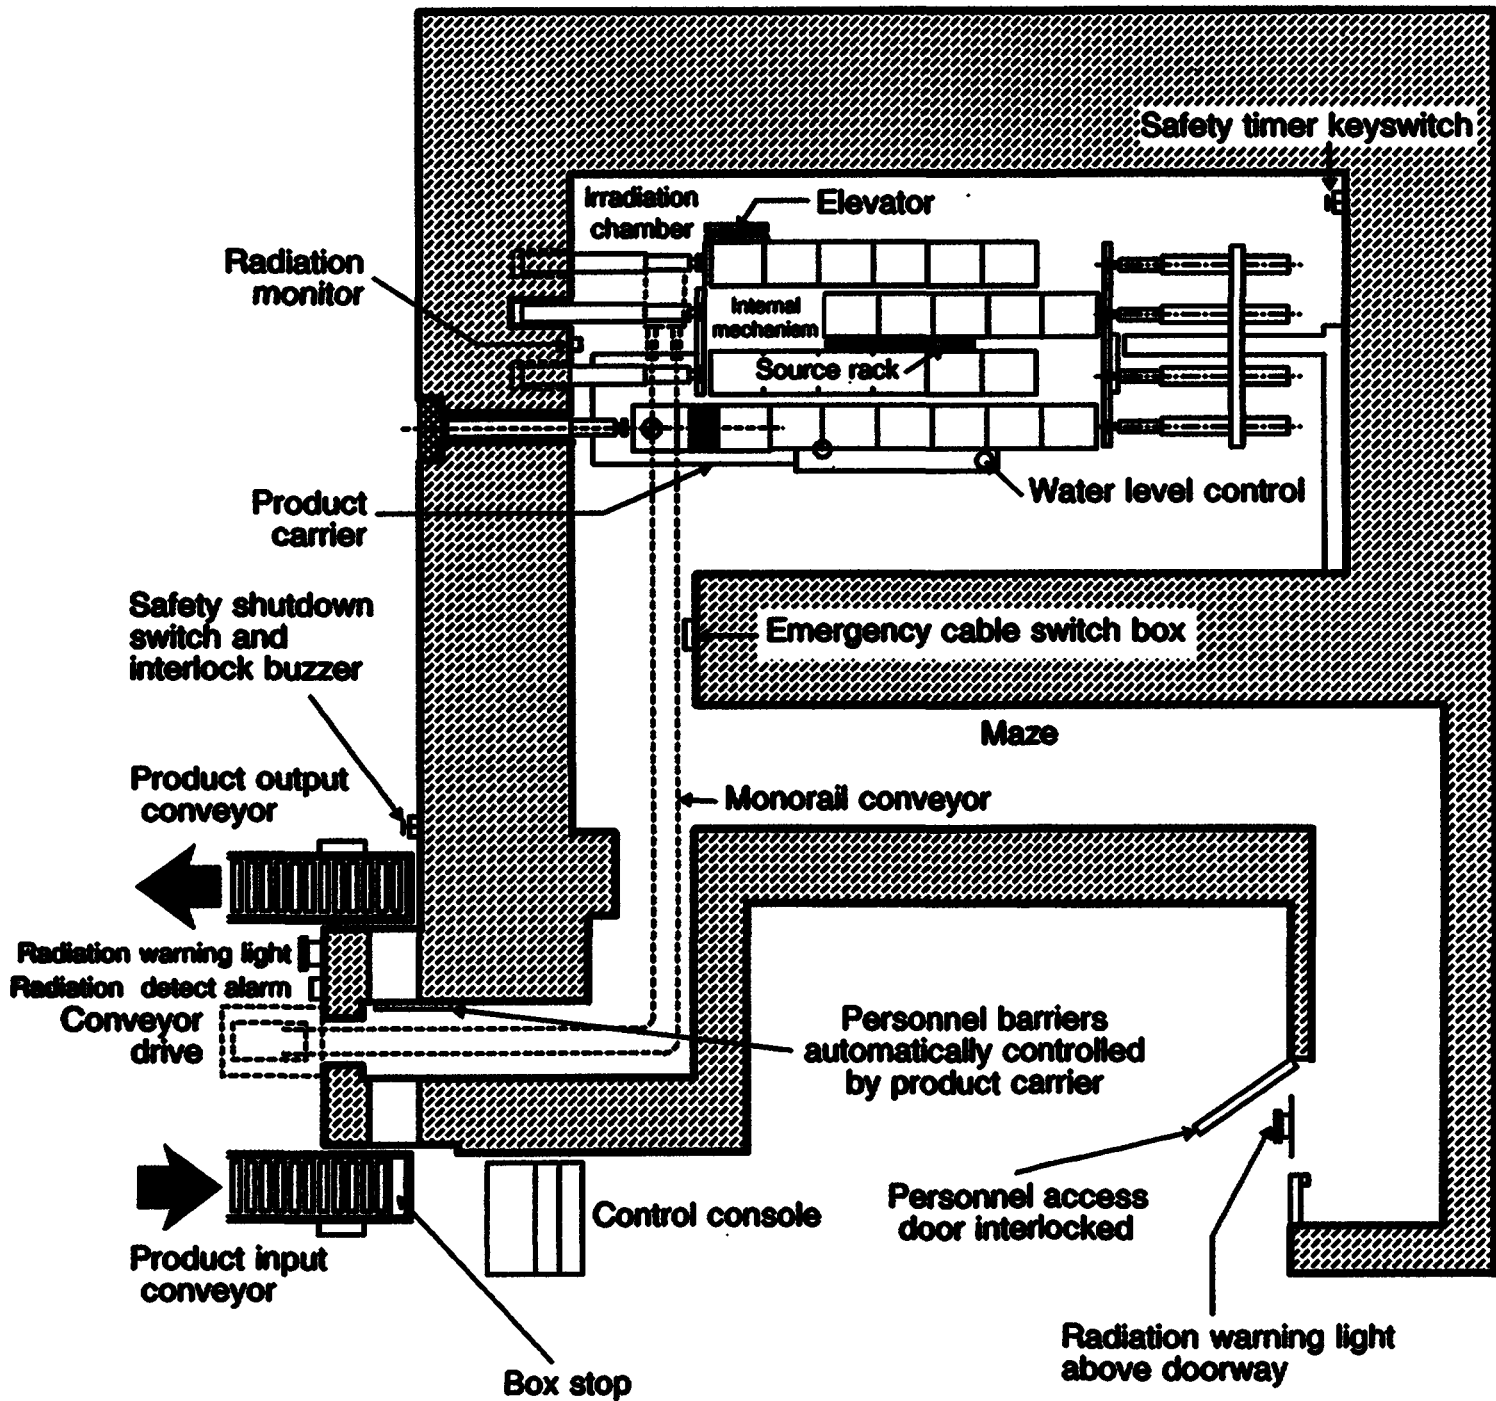 Safety timer keyswitch
Irradiation
chamber
Elevator
Radiation
monitor
Internal
mechanism
Source rack
Product
carrier
Water level control
Safety shutdown
switch and
interlock buzzer
Emergency cable switch box
Maze
Product output
conveyor
Monorail conveyor
Radiation warning light
Radiation detect alarm
Conveyor
drive
Personnel barriers
automatically controlled
by product carrier
Control console
Personnel access
door interlocked
Product input
conveyor
Radiation warning light
above doorway
Box stop